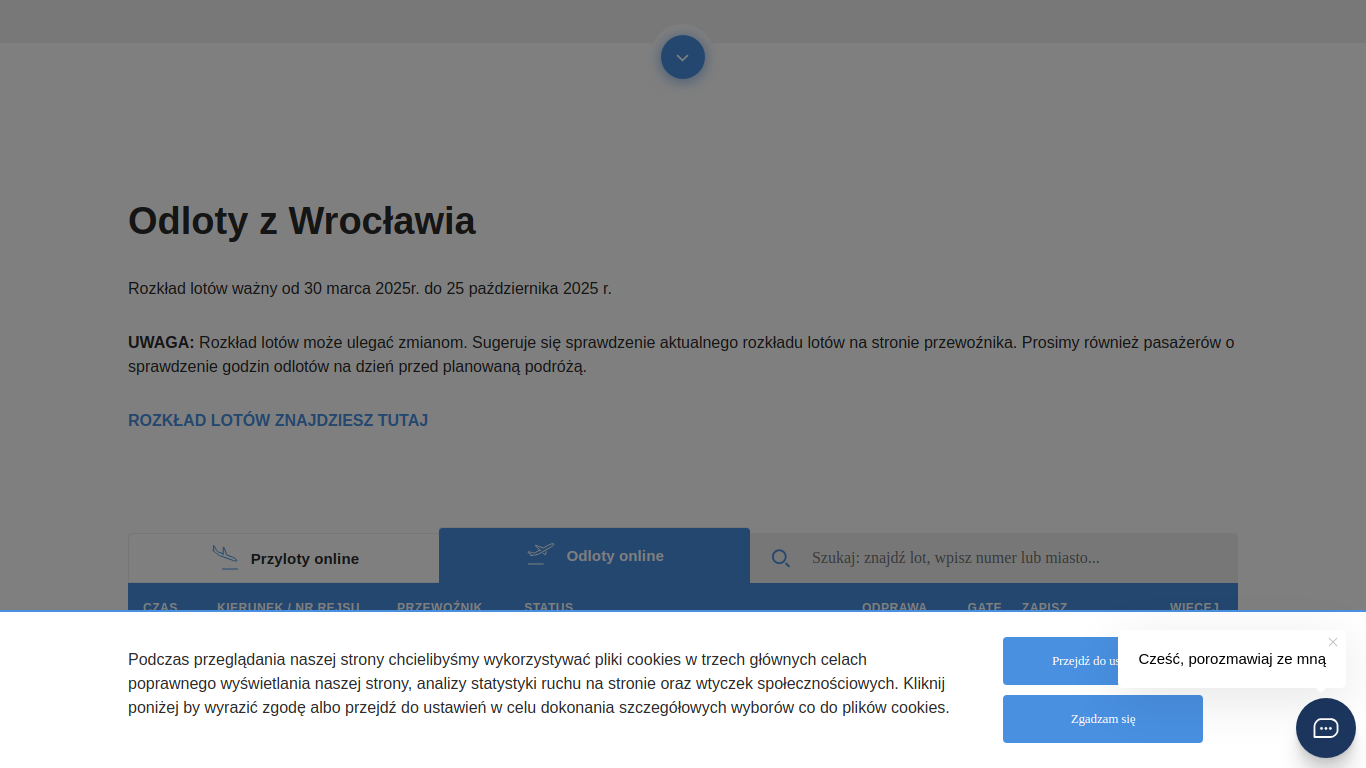 Odloty z Wrocławia
Rozkład lotów ważny od 30 marca 2025r. do 25 października 2025 r.
UWAGA: Rozkład lotów może ulegać zmianom. Sugeruje się sprawdzenie aktualnego rozkładu lotów na stronie przewoźnika. Prosimy również pasażerów o
sprawdzenie godzin odlotów na dzień przed planowaną podróżą.
ROZKŁAD LOTÓW ZNAJDZIESZ TUTAJ
Przyloty online
Odloty online
Szukaj: znajdź lot, wpisz numer lub miasto...
CZAS KIERUNEK / NR REJSU PRZEWOŹNIK STATUS ODPRAWA GATE ZAPISZ WIĘCEJ
Podczas przeglądania naszej strony chcielibyśmy wykorzystywać pliki cookies w trzech głównych celach
poprawnego wyświetlania naszej strony, analizy statystyki ruchu na stronie oraz wtyczek społecznościowych. Kliknij
poniżej by wyrazić zgodę albo przejdź do ustawień w celu dokonania szczegółowych wyborów co do plików cookies.
Przejdź do
Cześć, porozmawiaj ze mną
Zgadzam się